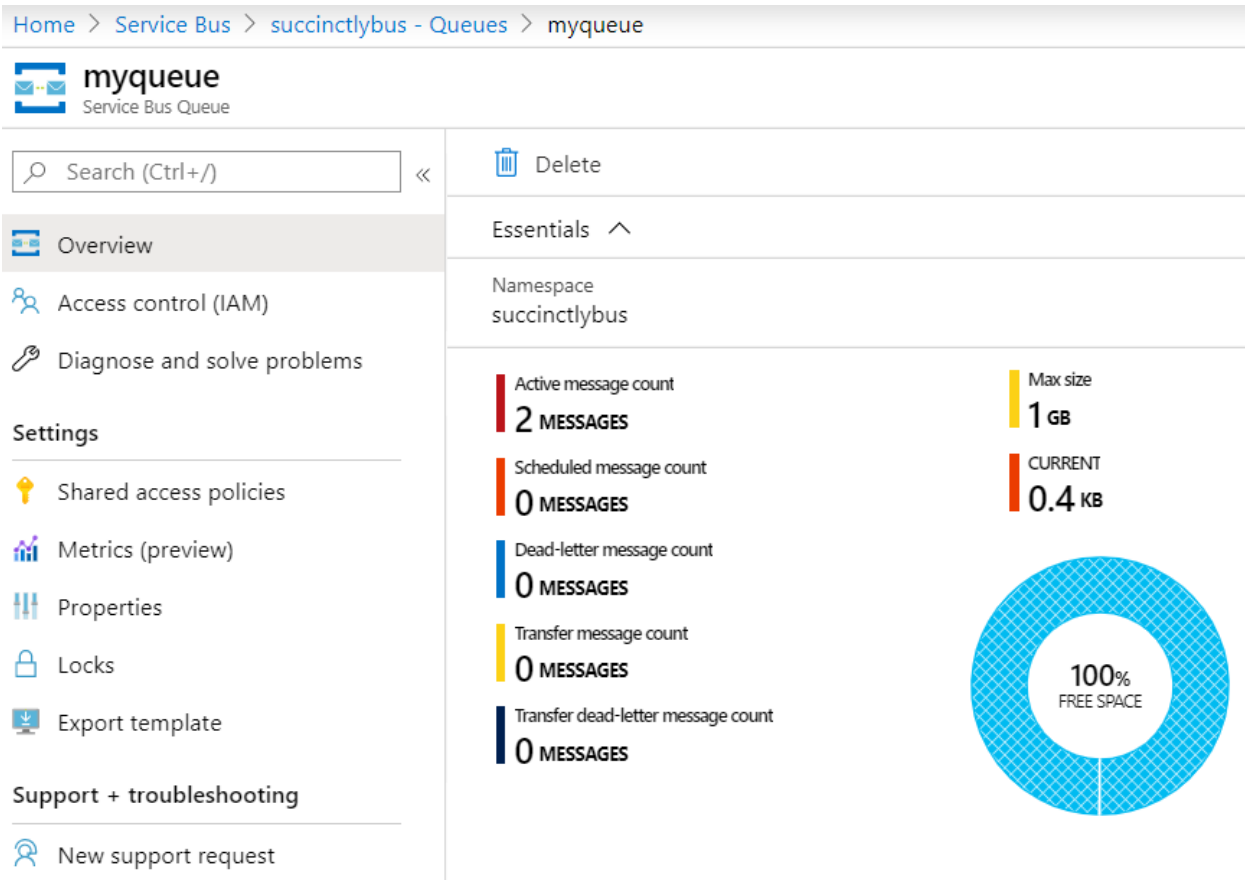 Home > Service Bus > succinctlybus - Queues > myqueue
myqueue
Service Bus Queue
Search (Ctrl+/)
«
Overview
Access control (IAM)
Diagnose and solve problems
Settings
Shared access policies
Metrics (preview)
Properties
Locks
Export template
Support + troubleshooting
New support request
Delete
Essentials
Namespace
succinctlybus
Active message count
2 MESSAGES
Scheduled message count
0 MESSAGES
Dead-letter message count
0 MESSAGES
Transfer message count
0 MESSAGES
Transfer dead-letter message count
0 MESSAGES
Max size
1 GB
CURRENT
0.4 KB
100%
FREE SPACE